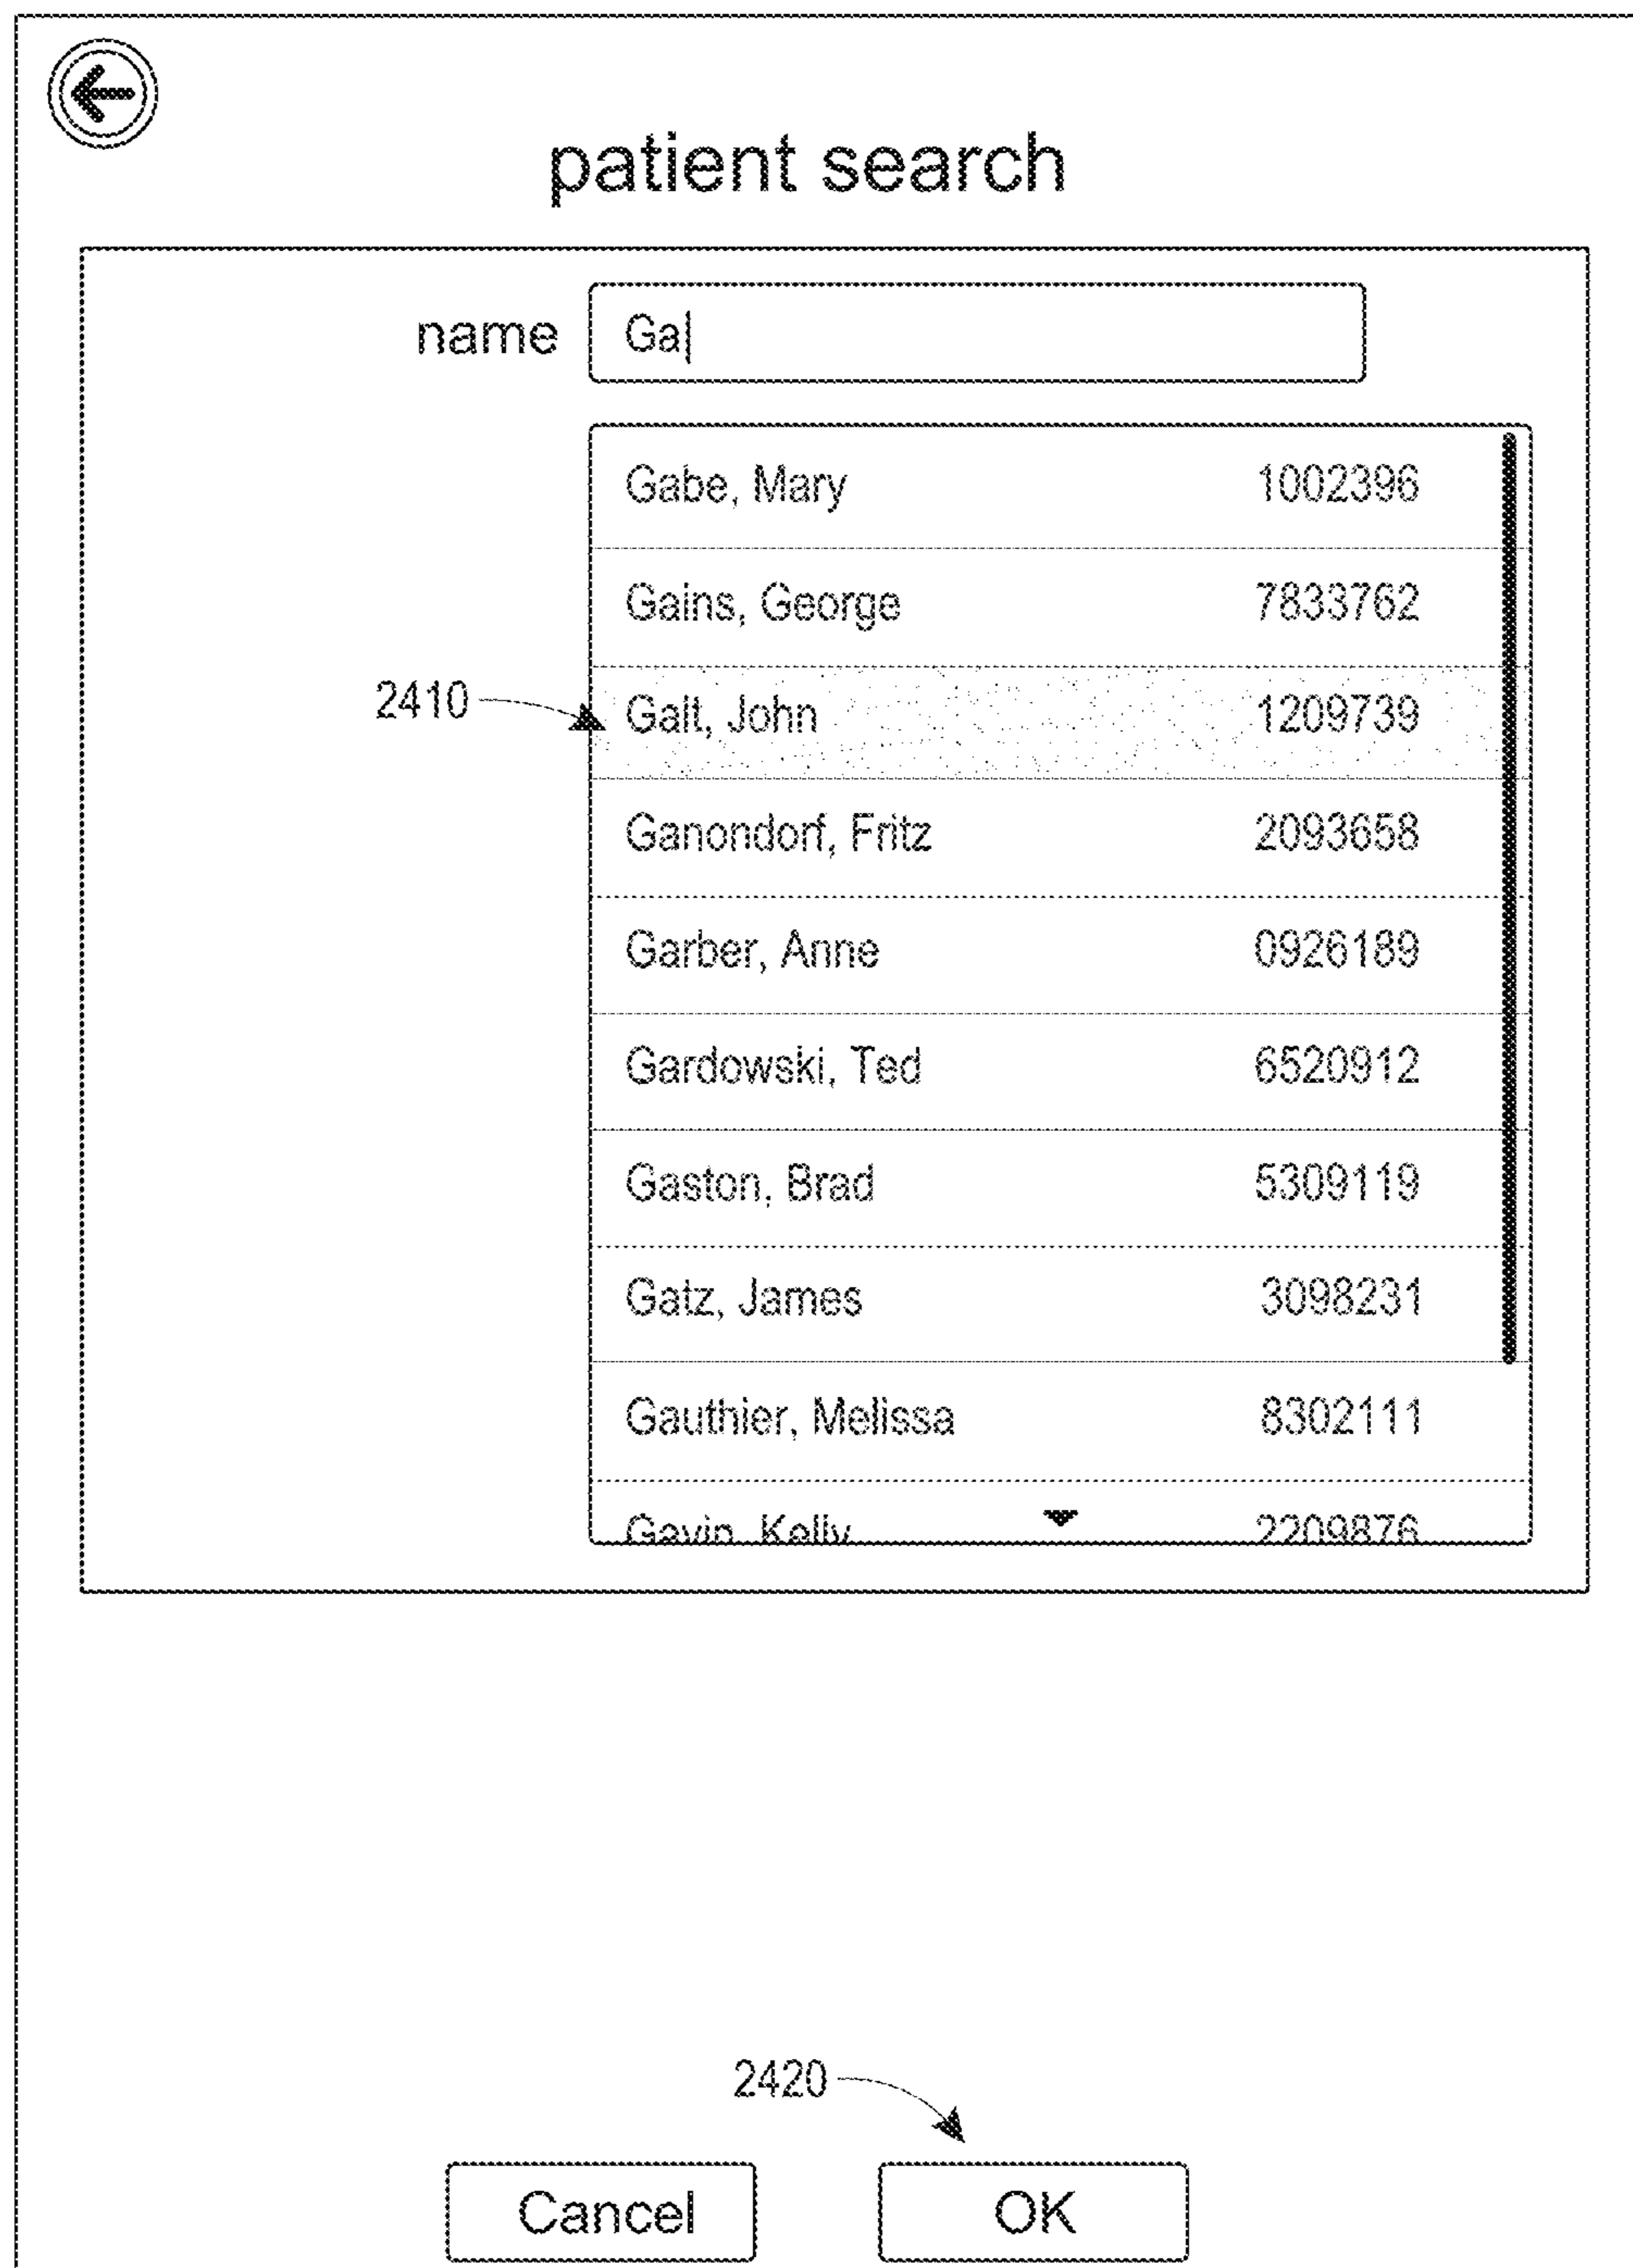 patient search
name Ga
Gabe, Mary 1002396
Gains, George 7833762
2410 Galt, John 1209739
Ganondorf, Fritz 2093658
Garber, Anne 0926189
Gardowski, Ted 6520912
Gaston, Brad 5309119
Gatz, James 3098231
Gauthier, Melissa 8302111
Gavin, Kelly 2209876
2420
Cancel OK